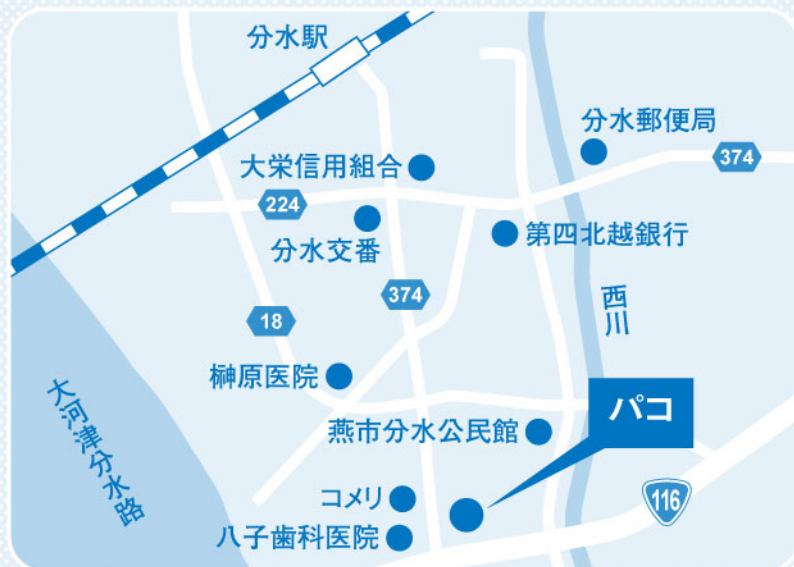 分水駅
分水郵便局
374
大栄信用組合
224
分水交番
第四北越銀行
374
西川
18
榊原医院
大河津分水路
パコ
燕市分水公民館
コメリ
116
八子歯科医院